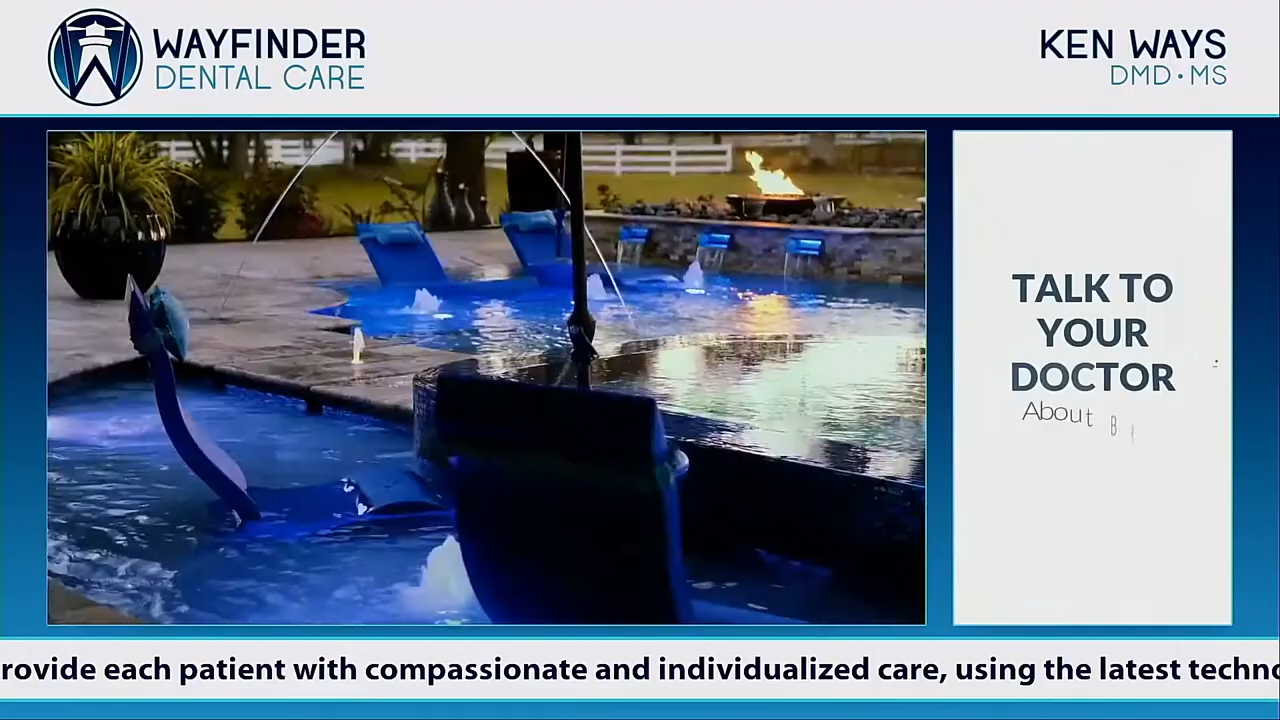 WAYFINDER
DENTAL CARE
KEN WAYS
DMD • MS
TALK TO
YOUR
DOCTOR
About
rovide each patient with compassionate and individualized care, using the latest techno